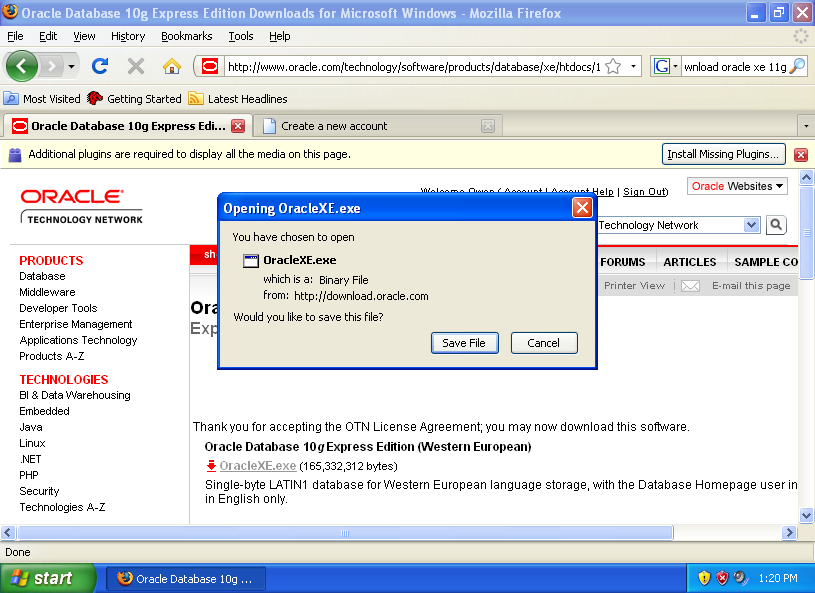 Oracle Database 10g Express Edition Downloads for Microsoft Windows - Mozilla Firefox
File Edit View History Bookmarks Tools Help
http://www.oracle.com/technology/software/products/database/xe/htdocs/1
wnload oracle xe 11g
Most Visited Getting Started Latest Headlines
Oracle Database 10g Express Edi... Create a new account
Additional plugins are required to display all the media on this page. Install Missing Plugins...
ORACLE®
TECHNOLOGY NETWORK
Welcome Owen ( Account | Account Help | Sign Out)
Oracle Websites
Technology Network
PRODUCTS
Database
Middleware
Developer Tools
Enterprise Management
Applications Technology
Products A-Z
TECHNOLOGIES
BI & Data Warehousing
Embedded
Java
Linux
.NET
PHP
Security
Technologies A-Z
sh
FORUMS ARTICLES SAMPLE CO
Printer View E-mail this page
Ora
Exp
Opening OracleXE.exe
You have chosen to open
OracleXE.exe
which is a: Binary File
from: http://download.oracle.com
Would you like to save this file?
Save File Cancel
Thank you for accepting the OTN License Agreement; you may now download this software.
Oracle Database 10g Express Edition (Western European)
OracleXE.exe (165,332,312 bytes)
Single-byte LATIN1 database for Western European language storage, with the Database Homepage user in
in English only.
Done
start Oracle Database 10g ... 1:20 PM